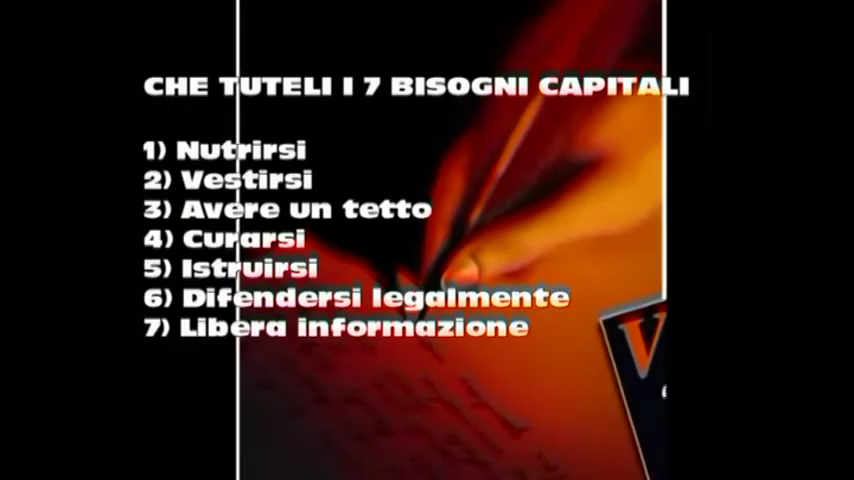 CHE TUTELI I 7 BISOGNI CAPITALI
1) Nutrirsi
2) Vestirsi
3) Avere un tetto
4) Curarsi
5) Istruirsi
6) Difendersi legalmente
7) Libera informazione
V